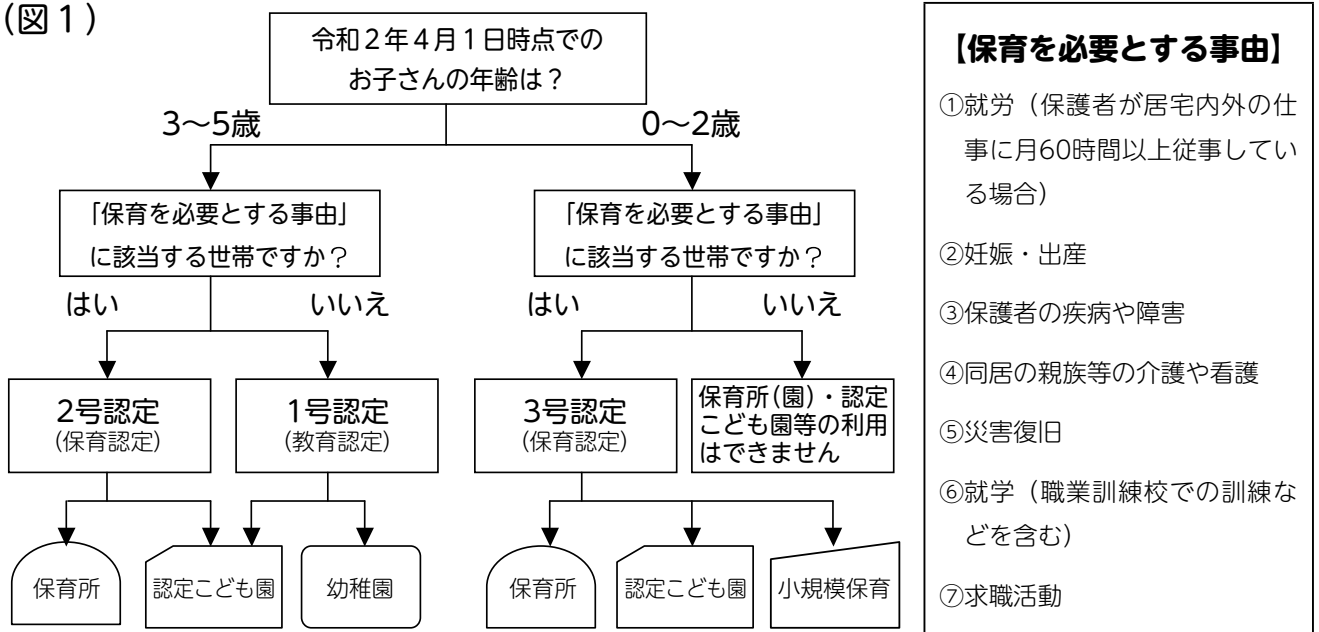 (図1)
令和2年4月1日時点での
お子さんの年齢は？
3～5歳
0～2歳
「保育を必要とする事由」
に該当する世帯ですか？
「保育を必要とする事由」
に該当する世帯ですか？
はい
いいえ
はい
いいえ
2号認定
(保育認定)
1号認定
(教育認定)
3号認定
(保育認定)
保育所(園)・認定
こども園等の利用
はできません
保育所
認定こども園
幼稚園
保育所
認定こども園
小規模保育
【保育を必要とする事由】
①就労（保護者が居宅内外の仕
事に月60時間以上従事してい
る場合）
②妊娠・出産
③保護者の疾病や障害
④同居の親族等の介護や看護
⑤災害復旧
⑥就学（職業訓練校での訓練な
どを含む）
⑦求職活動